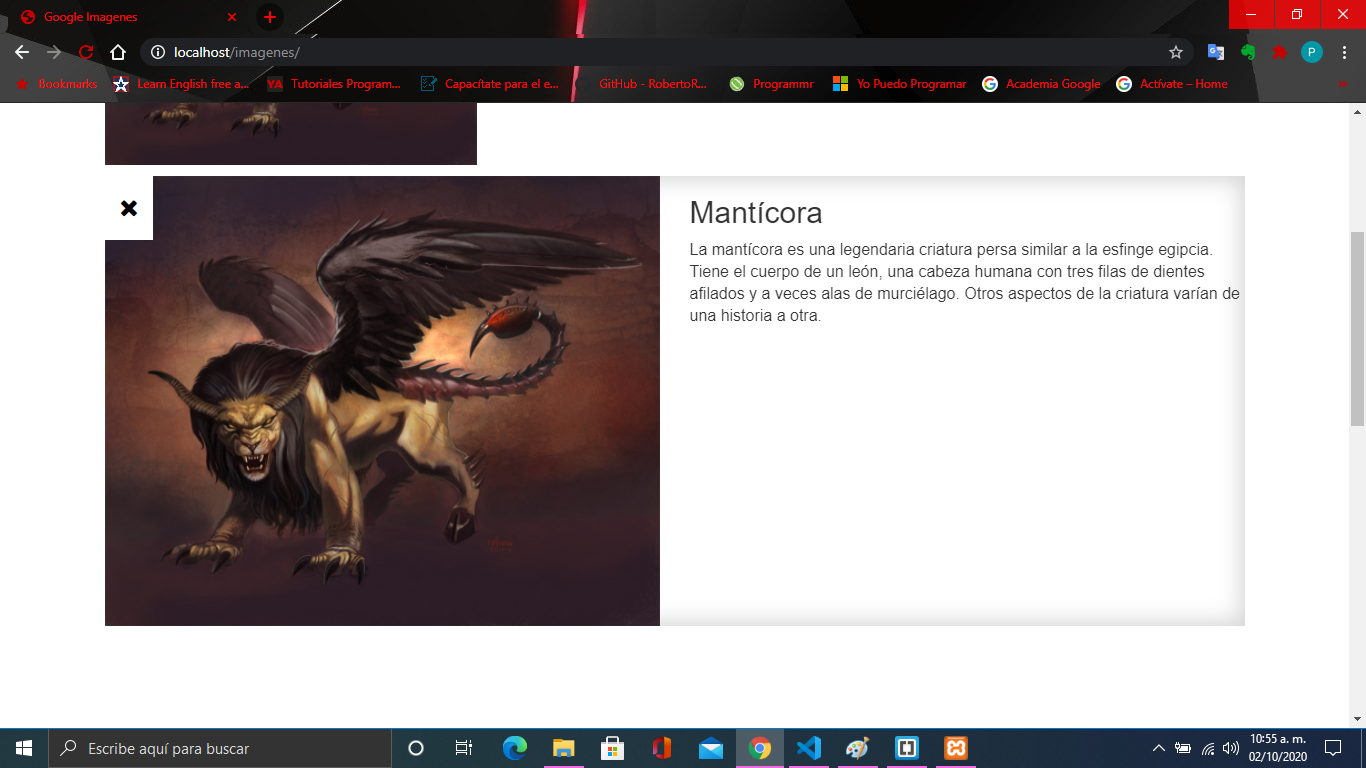 Google Imagenes
localhost/imagenes/
P
Bookmarks
Learn English free a...
YA
Tutoriales Program...
Capacítate para el e...
GitHub - RobertoR...
Programmr
Yo Puedo Programar
Academia Google
Actívate – Home
Mantícora
La mantícora es una legendaria criatura persa similar a la esfinge egipcia.
Tiene el cuerpo de un león, una cabeza humana con tres filas de dientes
afilados y a veces alas de murciélago. Otros aspectos de la criatura varían de
una historia a otra.
Escribe aquí para buscar
10:55 a. m.
02/10/2020